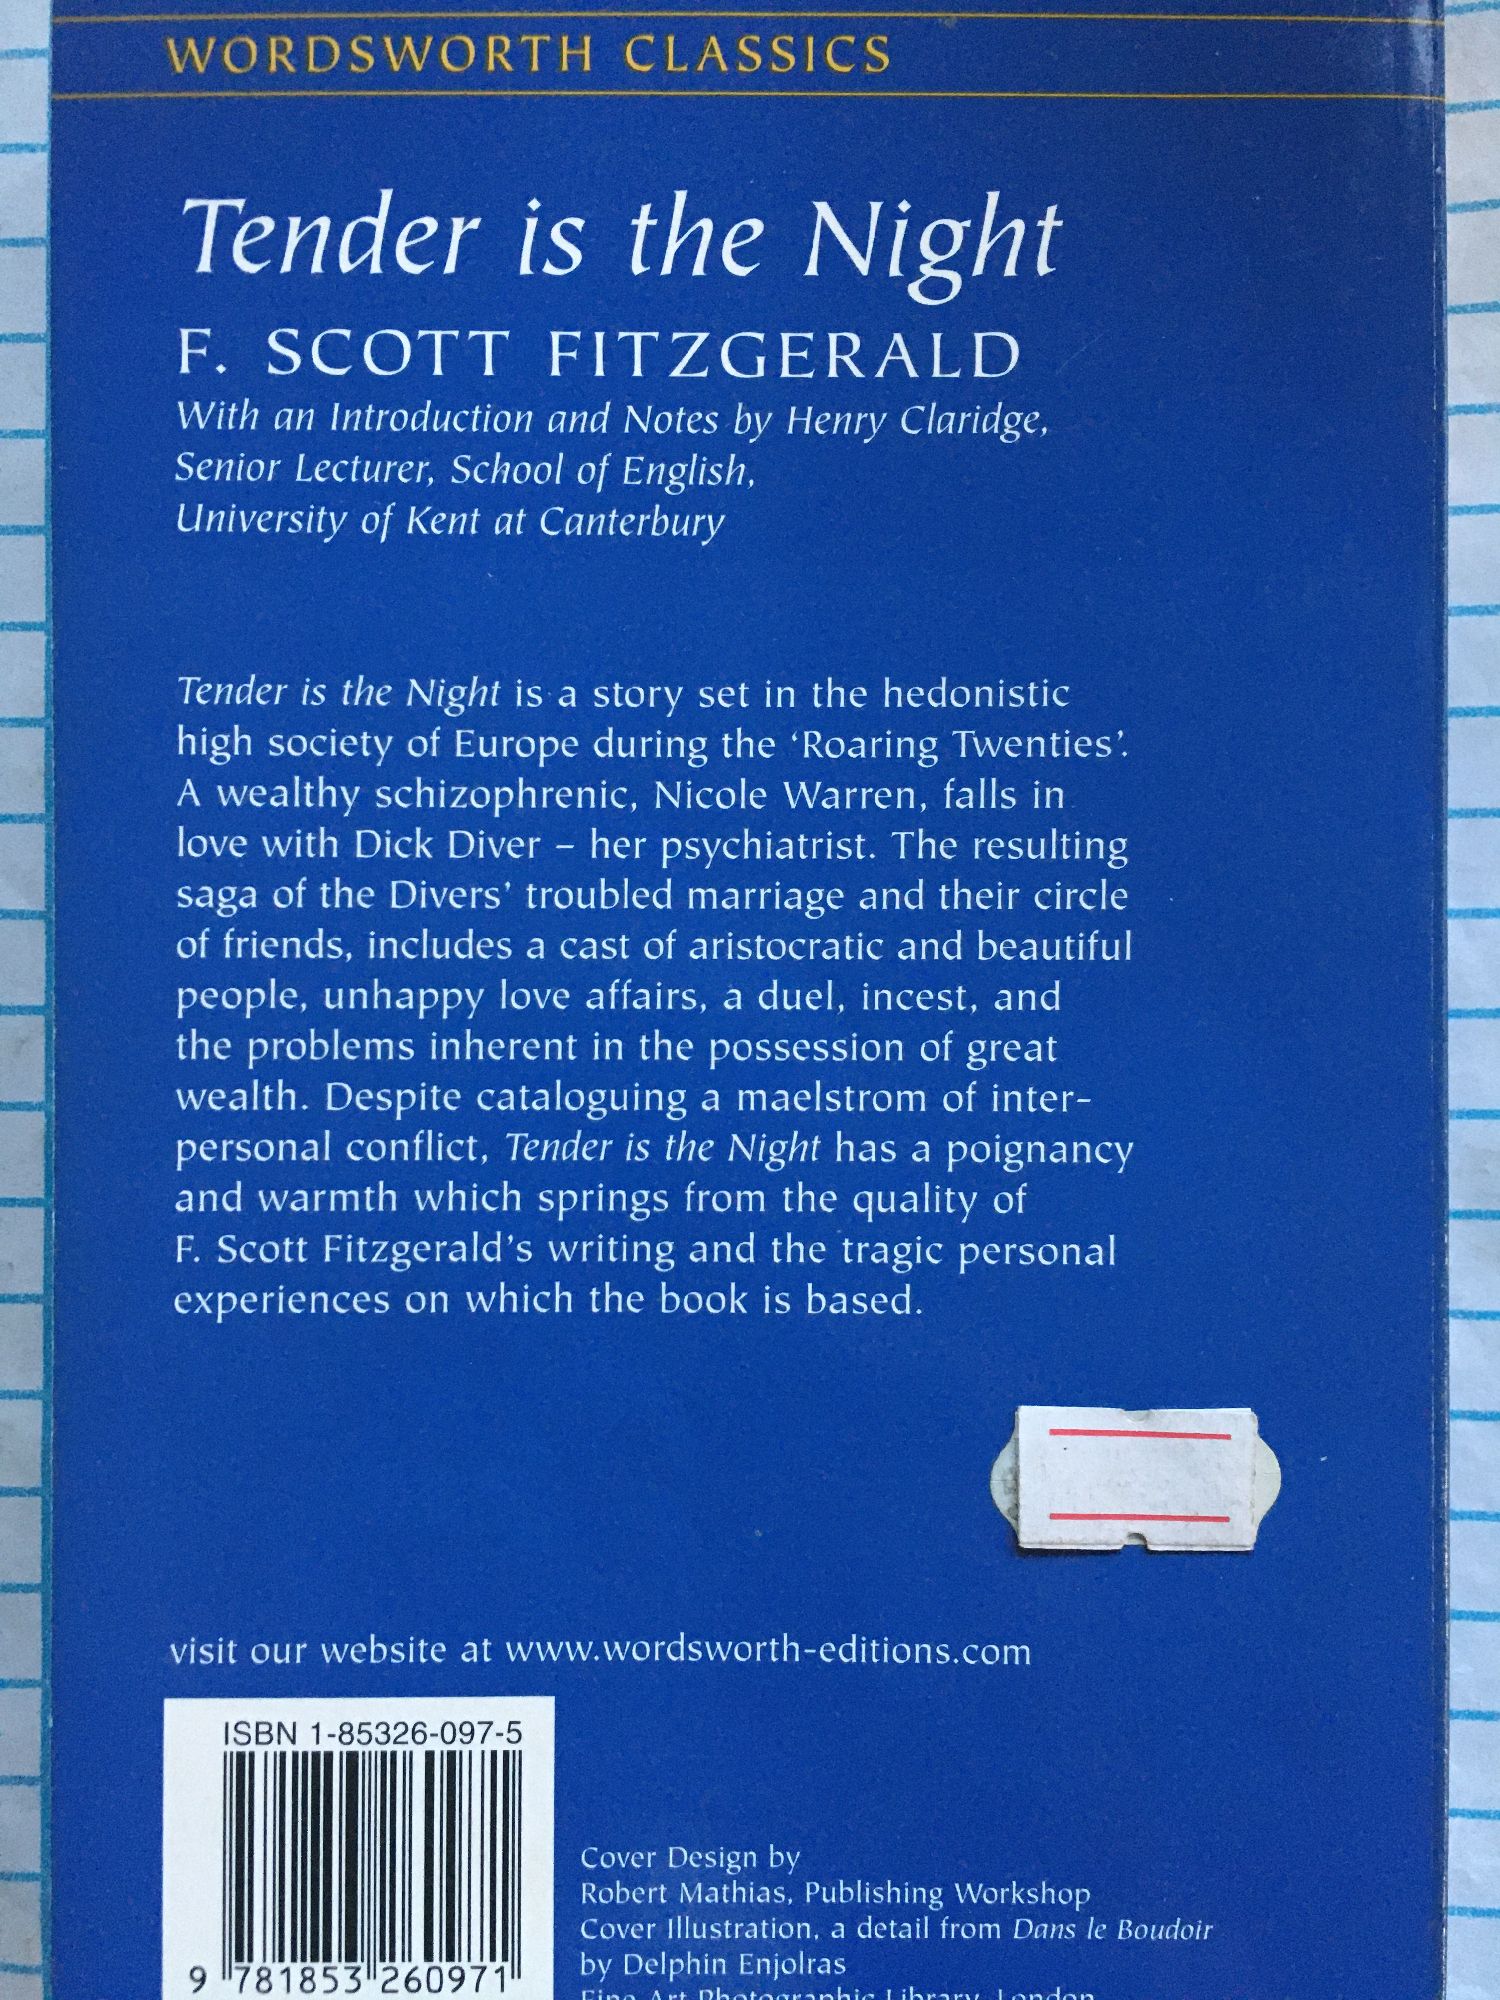 WORDSWORTH CLASSICS
Tender is the Night
F. SCOTT FITZGERALD
With an Introduction and Notes by Henry Claridge,
Senior Lecturer, School of English,
University of Kent at Canterbury
Tender is the Night is a story set in the hedonistic
high society of Europe during the ‘Roaring Twenties’.
A wealthy schizophrenic, Nicole Warren, falls in
love with Dick Diver – her psychiatrist. The resulting
saga of the Divers’ troubled marriage and their circle
of friends, includes a cast of aristocratic and beautiful
people, unhappy love affairs, a duel, incest, and
the problems inherent in the possession of great
wealth. Despite cataloguing a maelstrom of inter-
personal conflict, Tender is the Night has a poignancy
and warmth which springs from the quality of
F. Scott Fitzgerald’s writing and the tragic personal
experiences on which the book is based.
visit our website at www.wordsworth-editions.com
ISBN 1-85326-097-5
9 781853 260971
Cover Design by
Robert Mathias, Publishing Workshop
Cover Illustration, a detail from Dans le Boudoir
by Delphin Enjolras
Fine Art Photographic Library, London